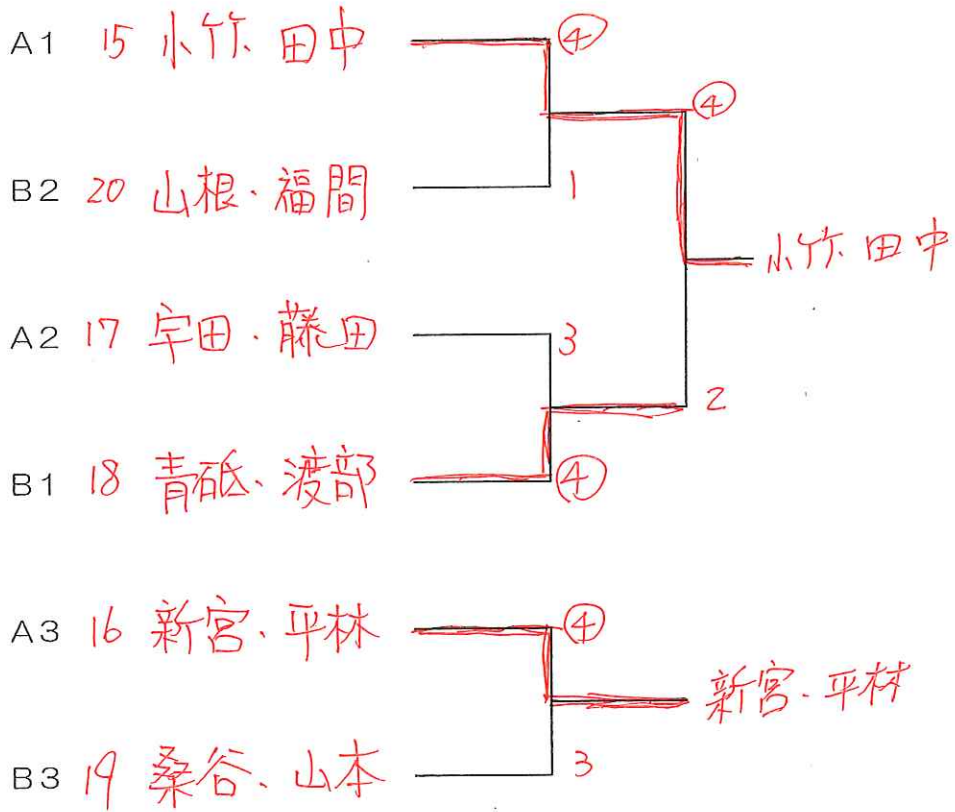 A1 15 小竹、田中 ④
④
B2 20 山根・福間 1
小竹、田中
A2 17 宇田・藤田 3
2
B1 18 青砥、渡部 ④
A3 16 新宮、平林 ④
新宮・平林
B3 19 桑谷、山本 3